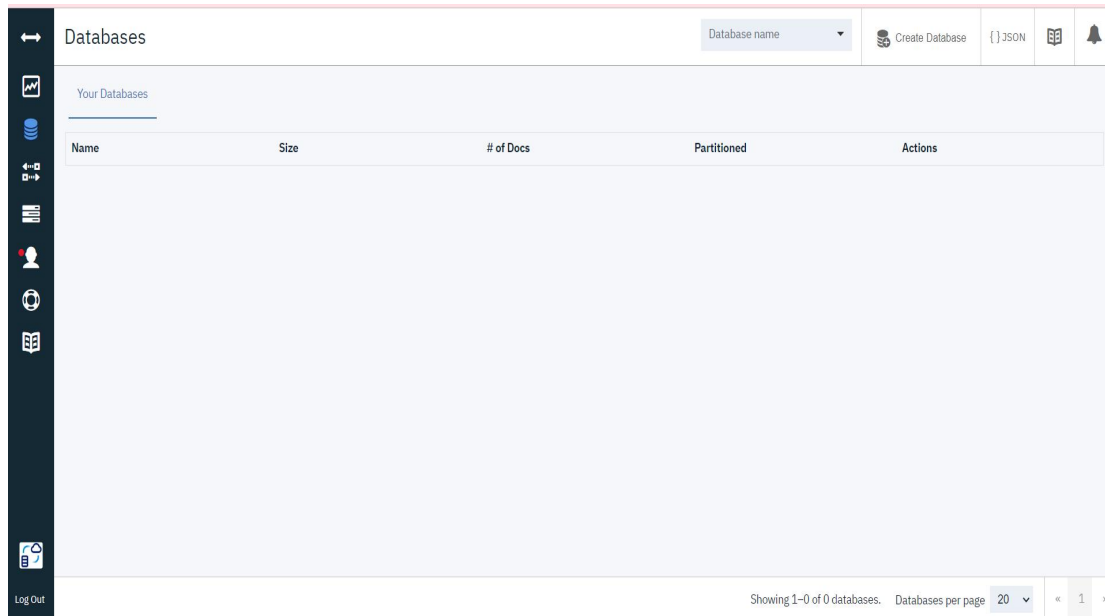 Databases
Database name
Create Database
{ } JSON
Your Databases
Name Size # of Docs Partitioned Actions
Log Out
Showing 1–0 of 0 databases. Databases per page 20 « 1 »